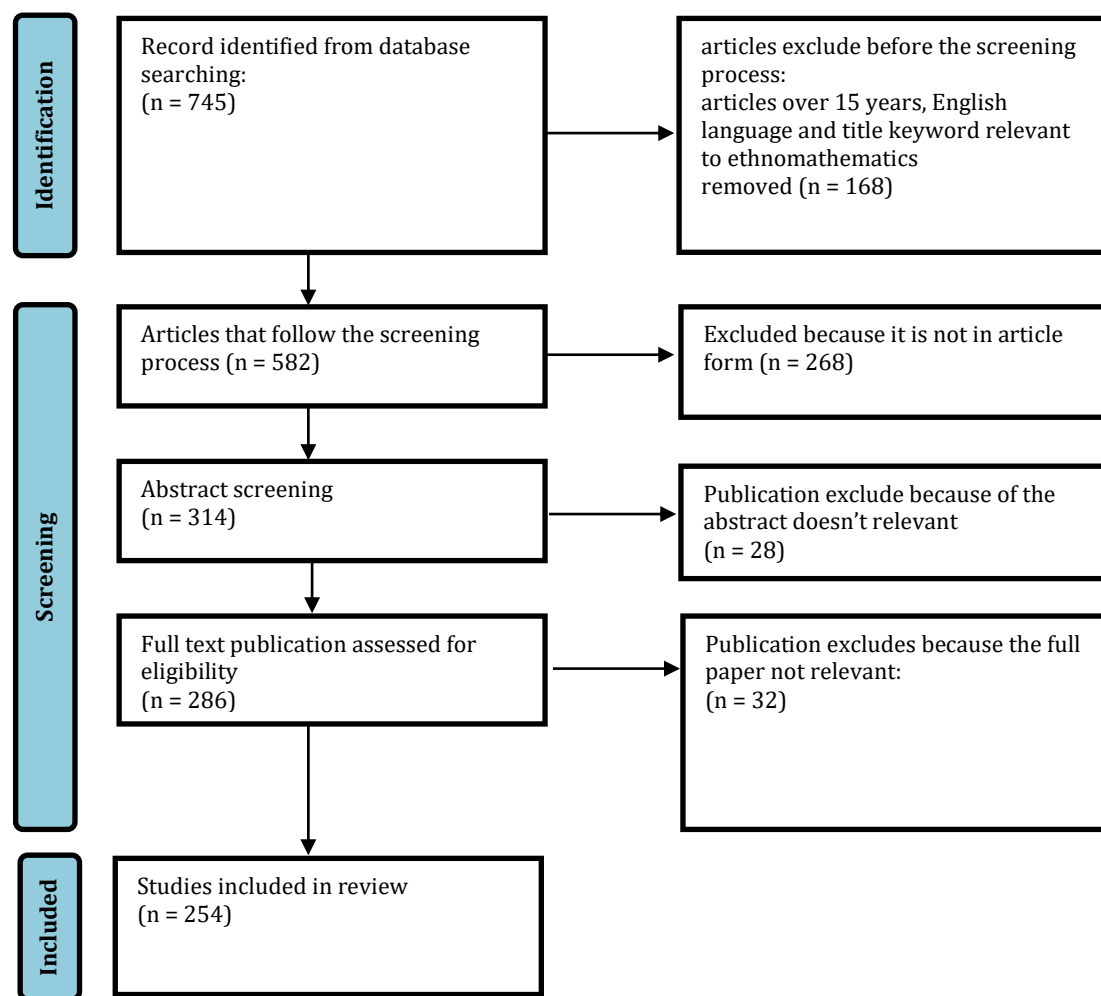 Identification
Record identified from database
searching:
(n = 745)
articles exclude before the screening
process:
articles over 15 years, English
language and title keyword relevant
to ethnomathematics
removed (n = 168)
Screening
Articles that follow the screening
process (n = 582)
Excluded because it is not in article
form (n = 268)
Abstract screening
(n = 314)
Publication exclude because of the
abstract doesn’t relevant
(n = 28)
Full text publication assessed for
eligibility
(n = 286)
Publication excludes because the full
paper not relevant:
(n = 32)
Included
Studies included in review
(n = 254)